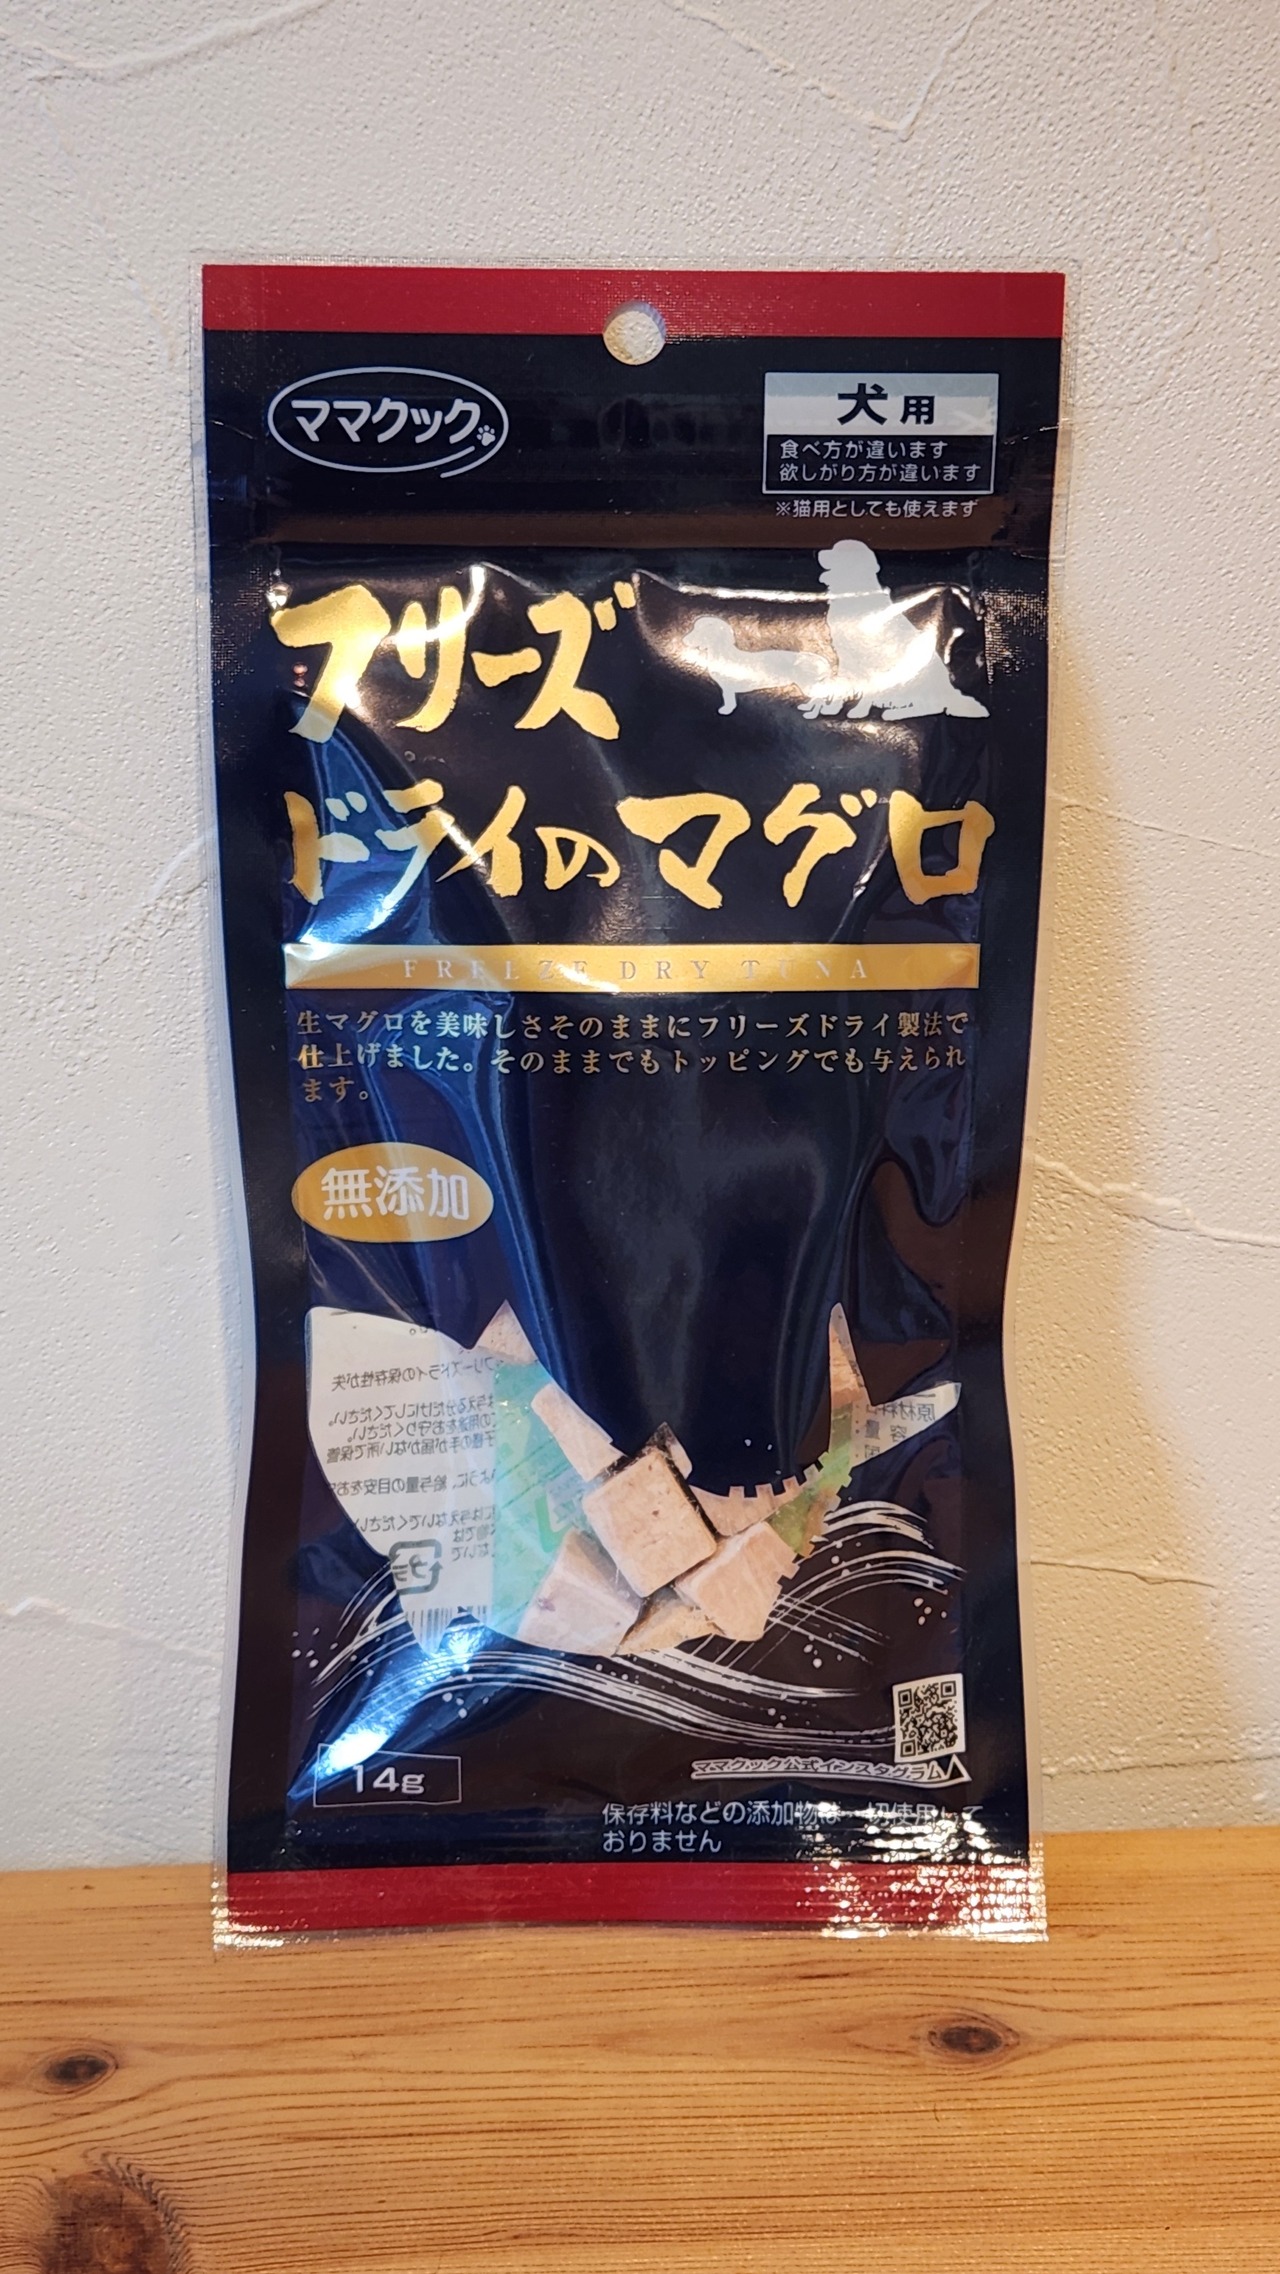 ママクック
犬用
食べ方が違います
欲しがり方が違います
※猫用としても使えます
フリーズ
ドライのマグロ
FREEZE DRY TUNA
生マグロを美味しさそのままにフリーズドライ製法で
仕上げました。そのままでもトッピングでも与えられ
ます。
無添加
原材料
容
量
14g
ママクック公式インスタグラム
保存料などの添加物は一切使用して
おりません